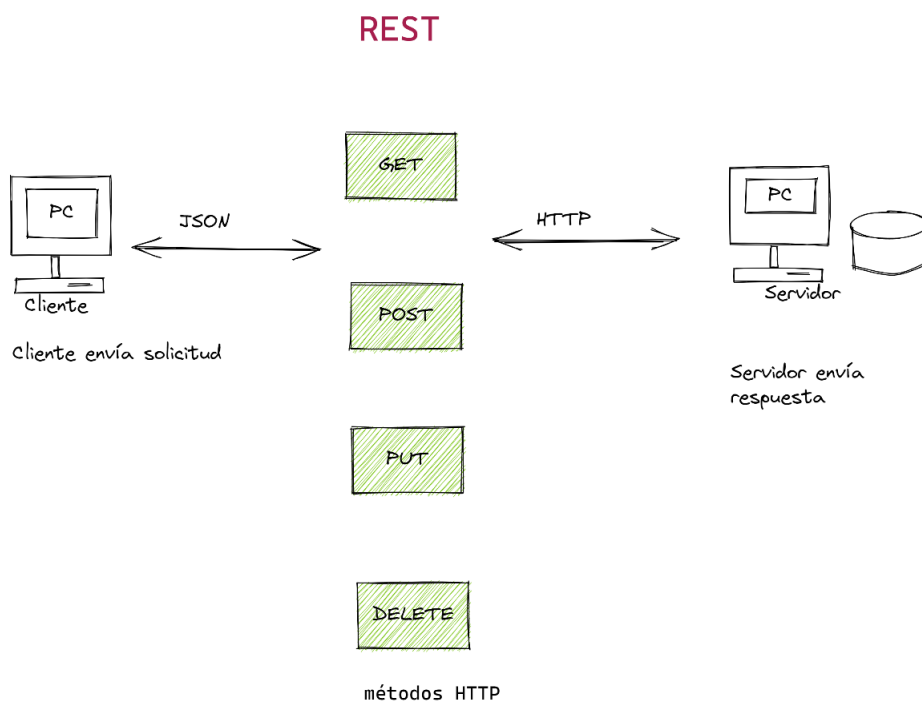 REST
GET
PC
JSON
HTTP
PC
Cliente
Servidor
POST
Cliente envía solicitud
Servidor envía
respuesta
PUT
DELETE
métodos HTTP